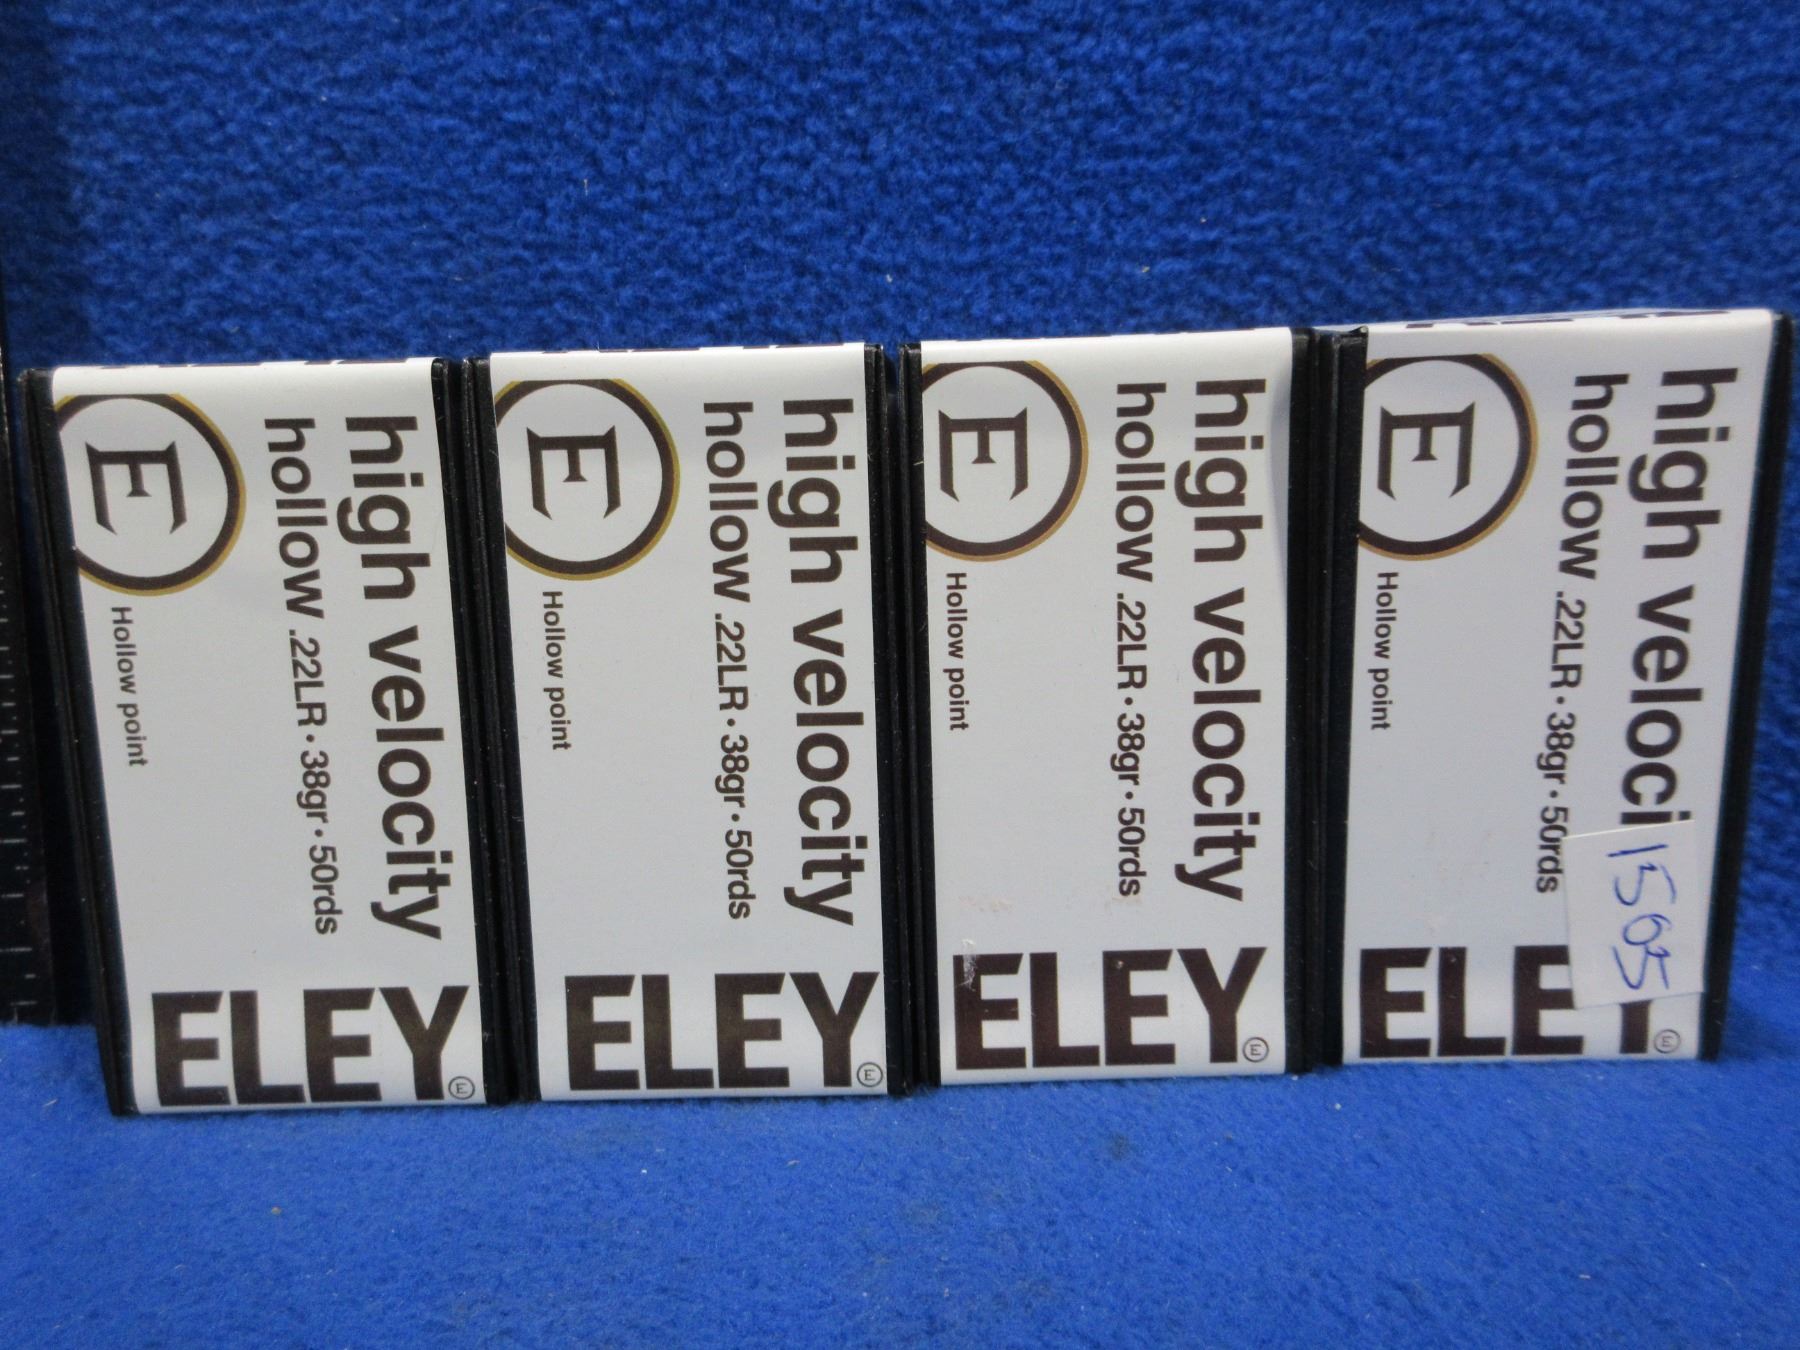 high velocity
hollow .22LR • 38gr • 50rds
E
Hollow point
ELEY
E
high velocity
hollow .22LR • 38gr • 50rds
E
Hollow point
ELEY
E
high velocity
hollow .22LR • 38gr • 50rds
E
Hollow point
ELEY
E
high veloci
hollow .22LR • 38gr • 50rds
E
Hollow point
ELEY
E
1505